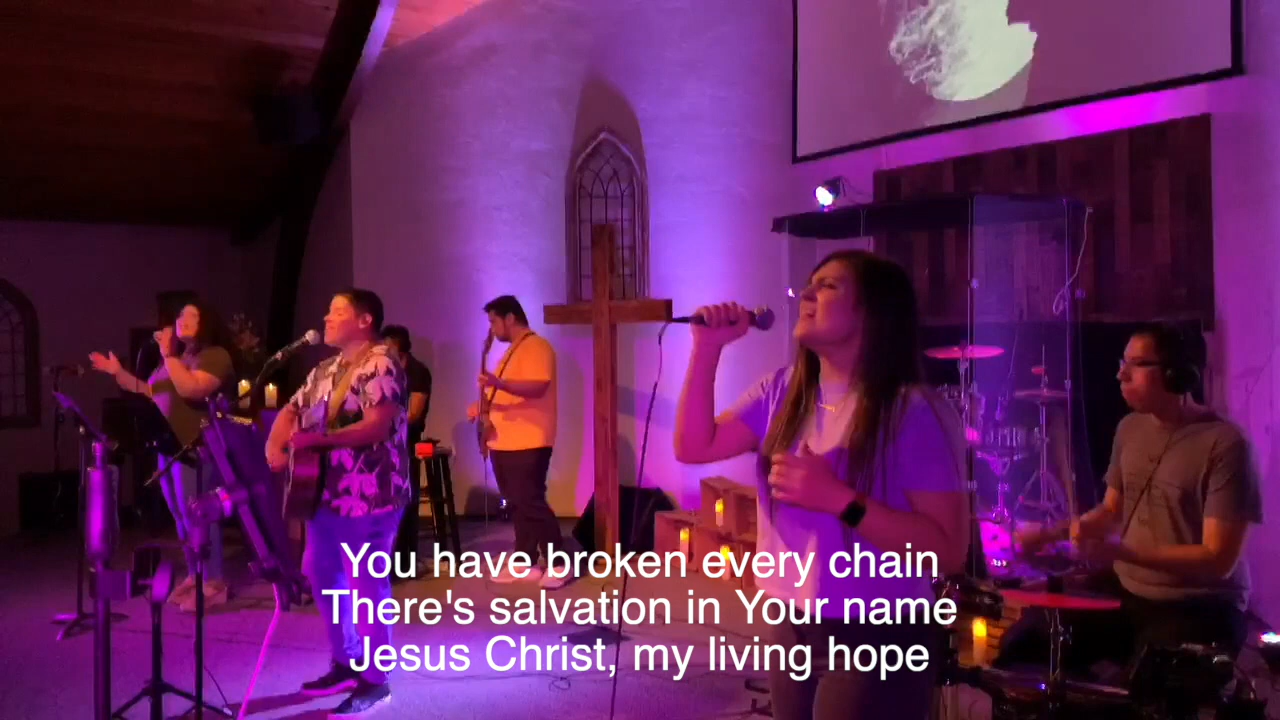 You have broken every chain
There's salvation in Your name
Jesus Christ, my living hope